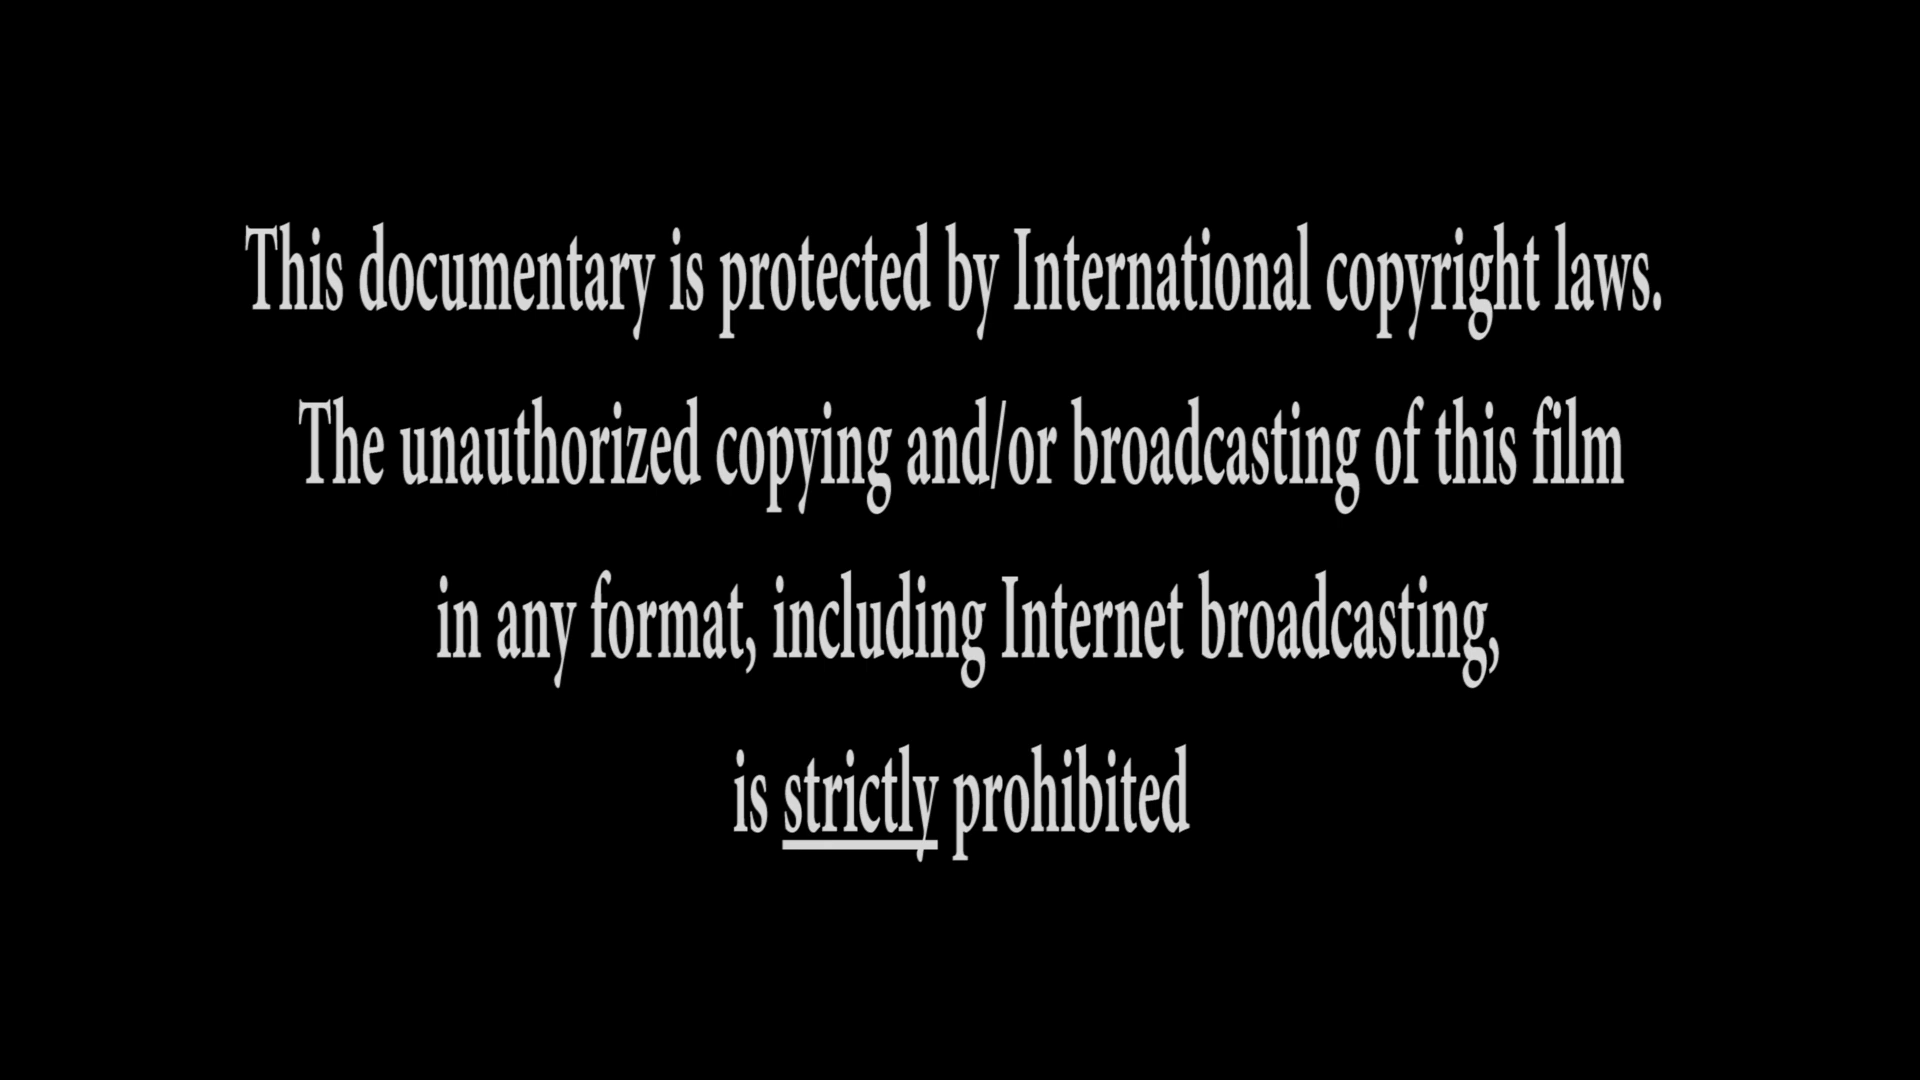 This documentary is protected by International copyright laws.
The unauthorized copying and/or broadcasting of this film
in any format, including Internet broadcasting,
is strictly prohibited